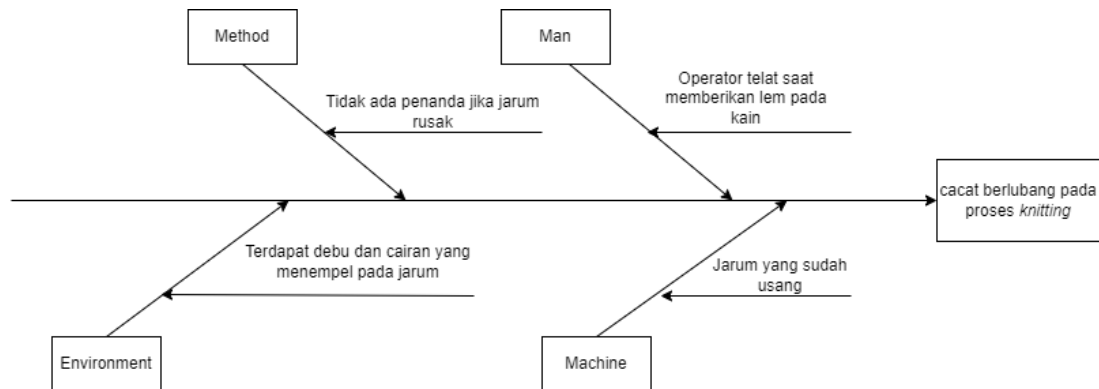 Method
Man
Tidak ada penanda jika jarum
rusak
Operator telat saat
memberikan lem pada
kain
cacat berlubang pada
proses knitting
Terdapat debu dan cairan yang
menempel pada jarum
Jarum yang sudah
usang
Environment
Machine